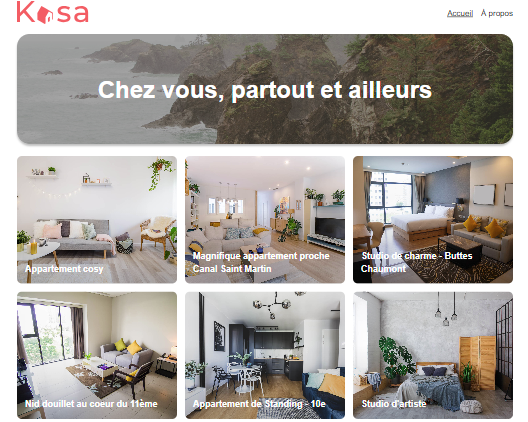 Kasa
Accueil À propos
Chez vous, partout et ailleurs
Appartement cosy
Magnifique appartement proche
Canal Saint Martin
Studio de charme - Buttes
Chaumont
Nid douillet au coeur du 11ème
Appartement de Standing - 10e
Studio d'artiste